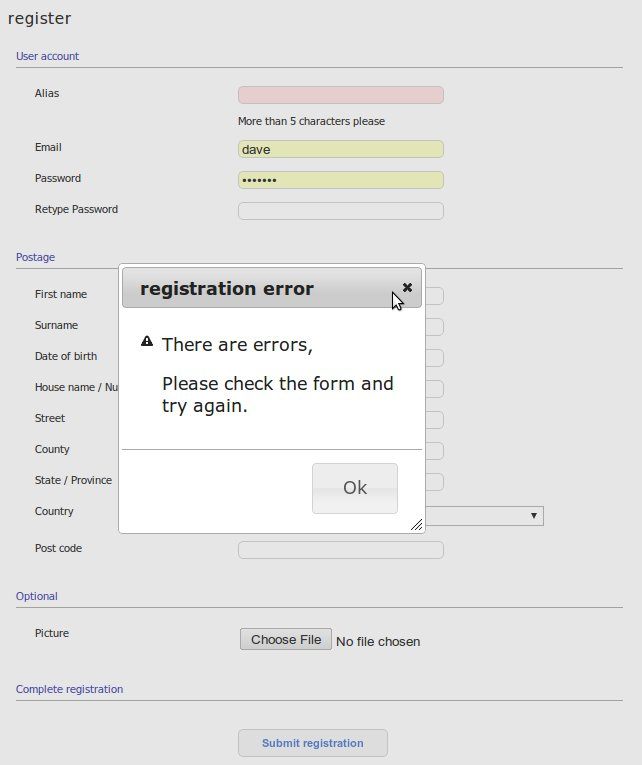 register
User account
Alias
More than 5 characters please
Email dave
Password •••••••
Retype Password
Postage
registration error
First name
Surname
There are errors,
Date of birth
Please check the form and
House name / Nu
try again.
Street
County
State / Province
Ok
Country
Post code
Optional
Picture Choose File No file chosen
Complete registration
Submit registration